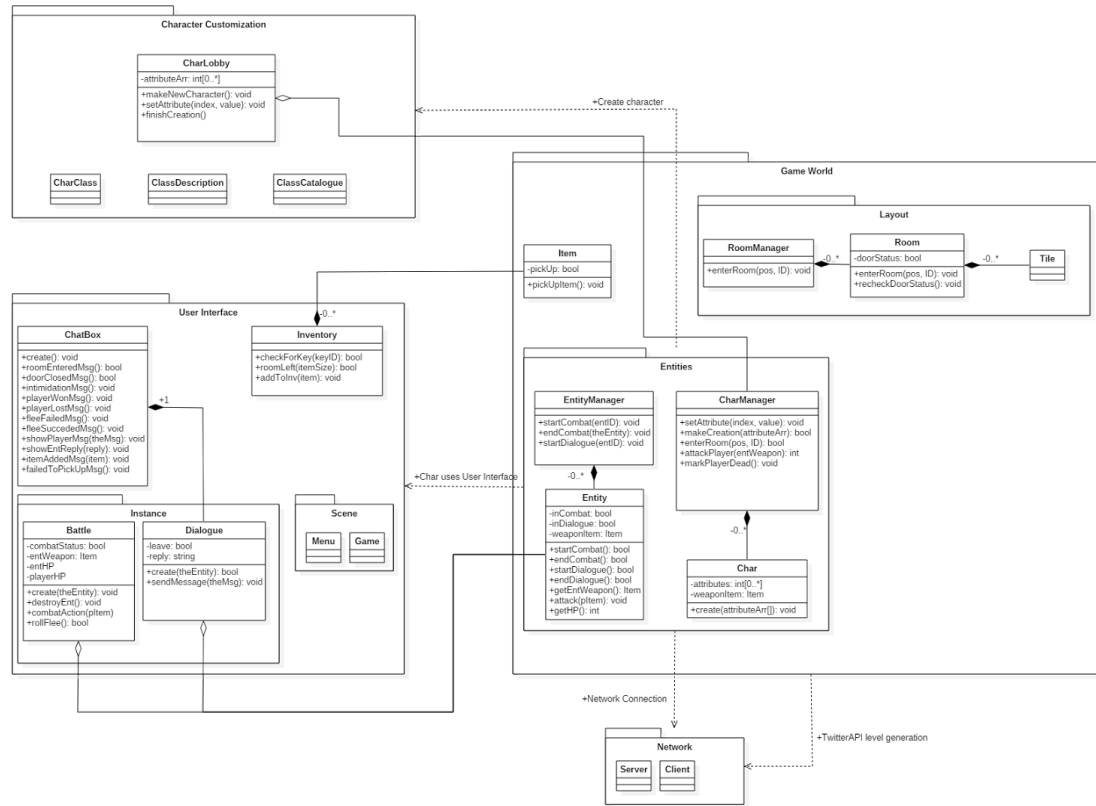 Character Customization
CharLobby
-attributeArr: int[0..*]
+makeNewCharacter(): void
+setAttribute(index, value): void
+finishCreation()
CharClass
ClassDescription
ClassCatalogue
+Create character
Game World
Layout
RoomManager
+enterRoom(pos, ID): void
-0..*
Room
-doorStatus: bool
+enterRoom(pos, ID): void
+recheckDoorStatus(): void
-0..*
Tile
Item
-pickUp: bool
+pickUpItem(): void
-0..*
User Interface
ChatBox
+create(): void
+roomEnteredMsg(): bool
+doorClosedMsg(): bool
+intimidationMsg(): void
+playerWonMsg(): void
+playerLostMsg(): void
+fleeFailedMsg(): void
+fleeSuccededMsg(): void
+showPlayerMsg(theMsg): void
+showEntReply(reply): void
+itemAddedMsg(item): void
+failedToPickUpMsg(): void
+1
Inventory
+checkForKey(keyID): bool
+roomLeft(itemSize): bool
+addToInv(item): void
Instance
Battle
-combatStatus: bool
-entWeapon: Item
-entHP
-playerHP
+create(theEntity): void
+destroyEnt(): void
+combatAction(pItem)
+rollFlee(): bool
Dialogue
-leave: bool
-reply: string
+create(theEntity): bool
+sendMessage(theMsg): void
Scene
Menu
Game
+Char uses User Interface
Entities
EntityManager
+startCombat(entID): void
+endCombat(theEntity): void
+startDialogue(entID): void
-0..*
Entity
-inCombat: bool
-inDialogue: bool
-weaponItem: Item
+startCombat(): bool
+endCombat(): bool
+startDialogue(): bool
+endDialogue(): bool
+getEntWeapon(): Item
+attack(pItem): void
+getHP(): int
CharManager
+setAttribute(index, value): void
+makeCreation(attributeArr): bool
+enterRoom(pos, ID): bool
+attackPlayer(entWeapon): int
+markPlayerDead(): void
-0..*
Char
-attributes: int[0..*]
-weaponItem: Item
+create(attributeArr[]): void
+Network Connection
+TwitterAPI level generation
Network
Server
Client